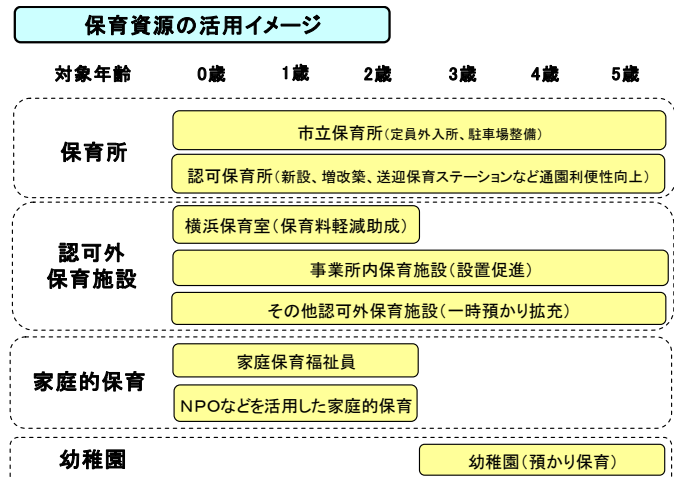 保育資源の活用イメージ
対象年齢 0歳 1歳 2歳 3歳 4歳 5歳
保育所
市立保育所(定員外入所、駐車場整備)
認可保育所(新設、増改築、送迎保育ステーションなど通園利便性向上)
認可外
保育施設
横浜保育室(保育料軽減助成)
事業所内保育施設(設置促進)
その他認可外保育施設(一時預かり拡充)
家庭的保育
家庭保育福祉員
NPOなどを活用した家庭的保育
幼稚園
幼稚園(預かり保育)